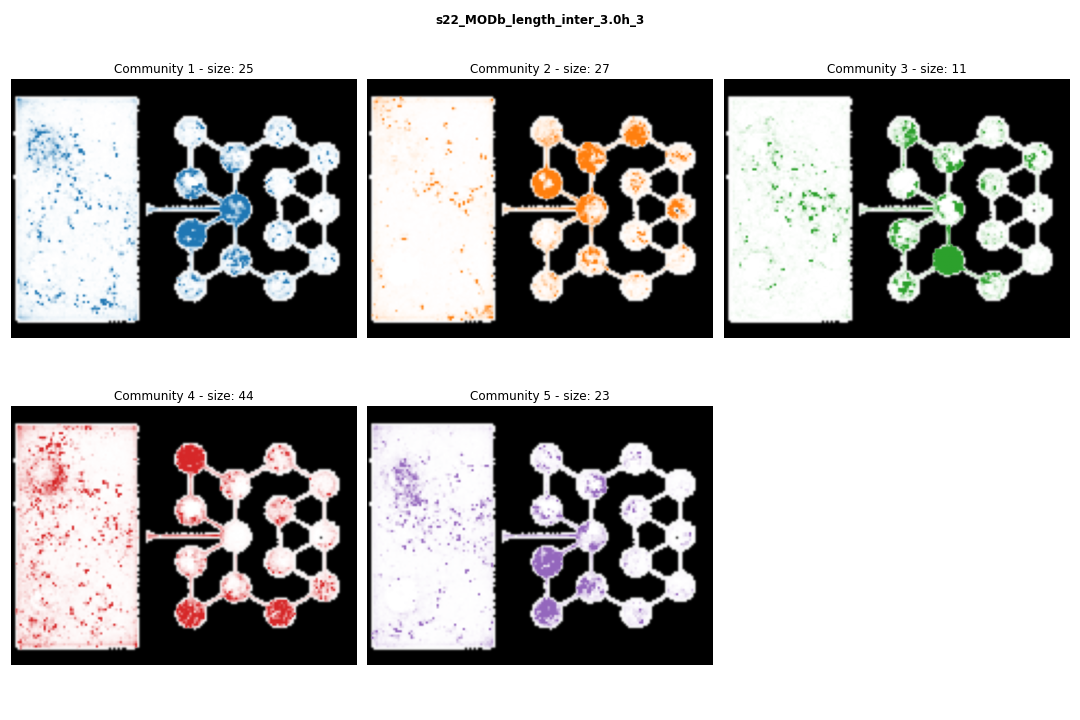 s22_MODb_length_inter_3.0h_3
Community 1 - size: 25
Community 2 - size: 27
Community 3 - size: 11
Community 4 - size: 44
Community 5 - size: 23